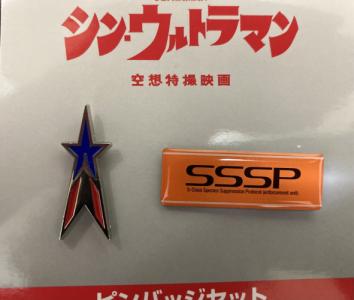 シン・ウルトラマン
空想特撮映画
SSSP
S-Class Species Suppression Protocol (enforcement unit)
ピンバッジセット